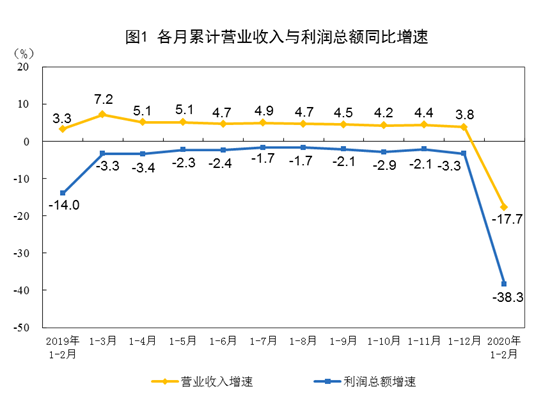 图1 各月累计营业收入与利润总额同比增速
(%)
20
10
0
-10
-20
-30
-40
-50
3.3
7.2
5.1
5.1
4.7
4.9
4.7
4.5
4.2
4.4
3.8
-17.7
-14.0
-3.3
-3.4
-2.3
-2.4
-1.7
-1.7
-2.1
-2.9
-2.1
-3.3
-38.3
2019年
1-2月
1-3月
1-4月
1-5月
1-6月
1-7月
1-8月
1-9月
1-10月
1-11月
1-12月
2020年
1-2月
营业收入增速
利润总额增速